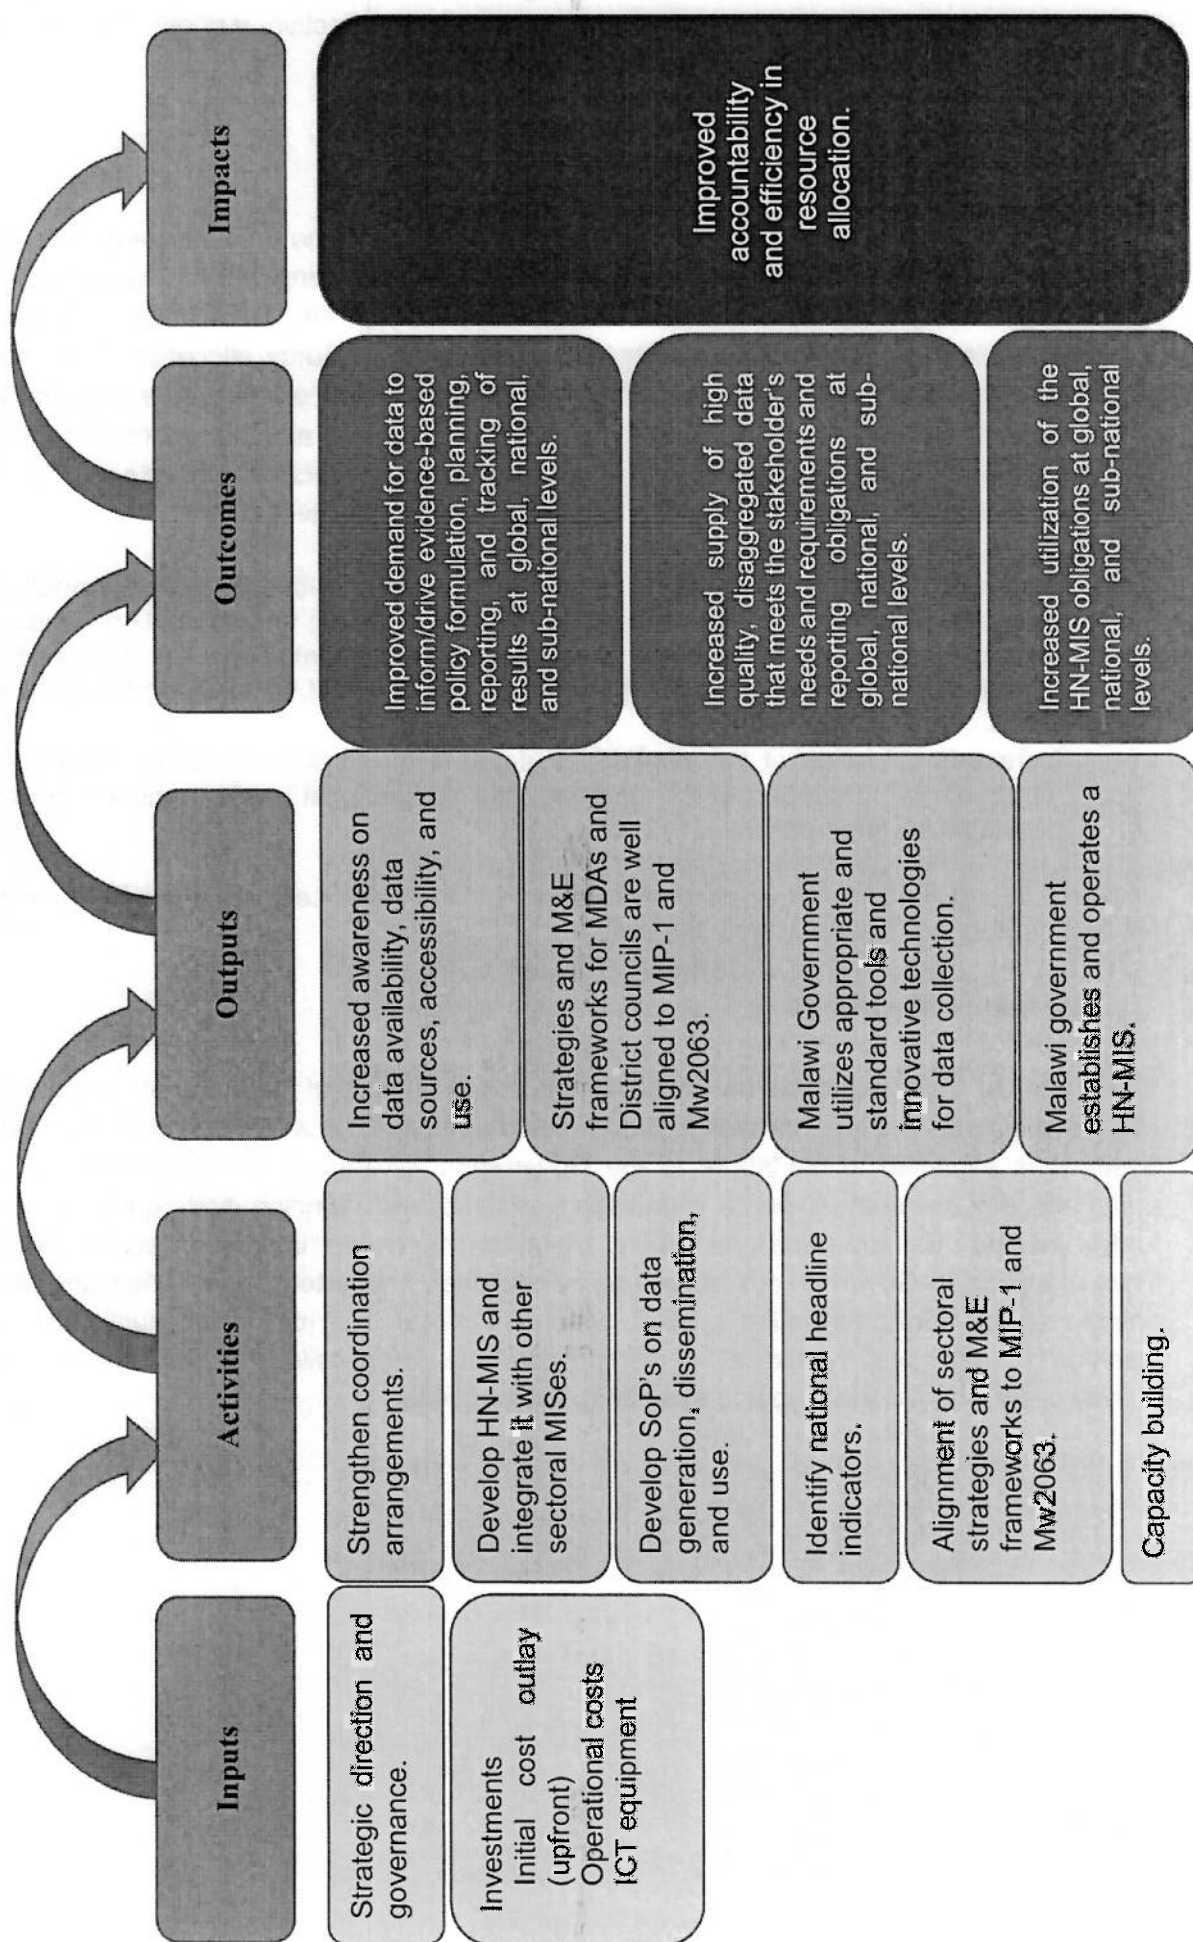 Inputs
Strategic direction and
governance.
Investments
Initial cost outlay
(upfront)
Operational costs
ICT equipment
Activities
Strengthen coordination
arrangements.
Develop HN-MIS and
integrate it with other
sectoral MISes.
Develop SoP's on data
generation, dissemination,
and use.
Identify national headline
indicators.
Alignment of sectoral
strategies and M&E
frameworks to MIP-1 and
Mw2063.
Capacity building.
Outputs
Increased awareness on
data availability, data
sources, accessibility, and
use.
Strategies and M&E
frameworks for MDAs and
District councils are well
aligned to MIP-1 and
Mw2063.
Malawi Government
utilizes appropriate and
standard tools and
innovative technologies
for data collection.
Malawi government
establishes and operates a
HN-MIS.
Outcomes
Improved demand for data to
inform/drive evidence-based
policy formulation, planning,
reporting, and tracking of
results at global, national,
and sub-national levels.
Increased supply of high
quality, disaggregated data
that meets the stakeholder's
needs and requirements and
reporting obligations at
global, national, and sub-
national levels.
Increased utilization of the
HN-MIS obligations at global,
national, and sub-national
levels.
Impacts
Improved
accountability
and efficiency in
resource
allocation.